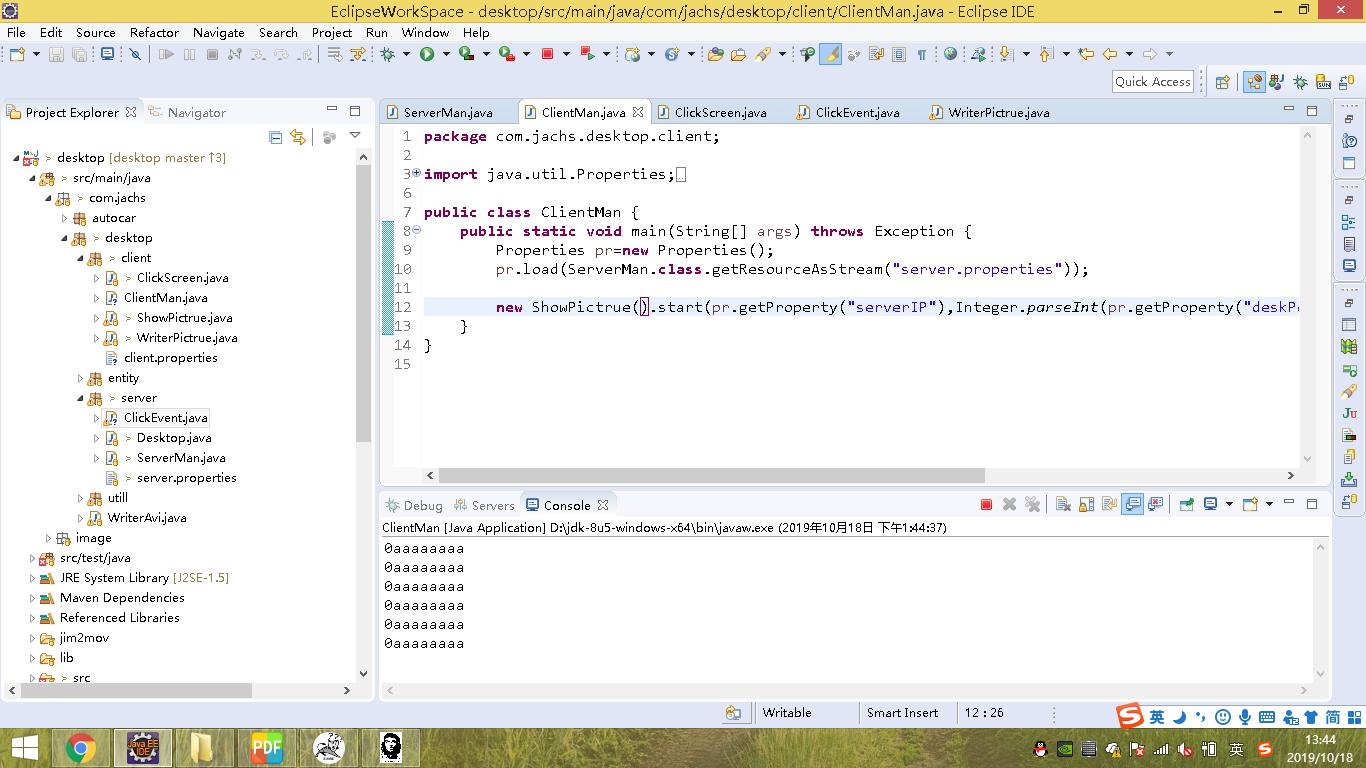 EclipseWorkSpace - desktop/src/main/java/com/jachs/desktop/client/ClientMan.java - Eclipse IDE
File Edit Source Refactor Navigate Search Project Run Window Help
Quick Access
Project Explorer Navigator
> desktop [desktop master ↑3]
> src/main/java
> com.jachs
autocar
> desktop
> client
> ClickScreen.java
> ClientMan.java
> ShowPictrue.java
> WriterPictrue.java
client.properties
entity
> server
ClickEvent.java
> Desktop.java
> ServerMan.java
> server.properties
utill
WriterAvi.java
image
src/test/java
JRE System Library [J2SE-1.5]
Maven Dependencies
Referenced Libraries
jim2mov
lib
> src
ServerMan.java ClientMan.java ClickScreen.java ClickEvent.java WriterPictrue.java
1 package com.jachs.desktop.client;
2
3 import java.util.Properties;
6
7 public class ClientMan {
8 public static void main(String[] args) throws Exception {
9 Properties pr=new Properties();
10 pr.load(ServerMan.class.getResourceAsStream("server.properties"));
11
12 new ShowPictrue().start(pr.getProperty("serverIP"),Integer.parseInt(pr.getProperty("deskP
13 }
14 }
15
Debug Servers Console
ClientMan [Java Application] D:\jdk-8u5-windows-x64\bin\javaw.exe (2019年10月18日 下午1:44:37)
0aaaaaaaa
0aaaaaaaa
0aaaaaaaa
0aaaaaaaa
0aaaaaaaa
0aaaaaaaa
Writable Smart Insert 12 : 26
英 简
Java EE
IDE
PDF
英
13:44
2019/10/18